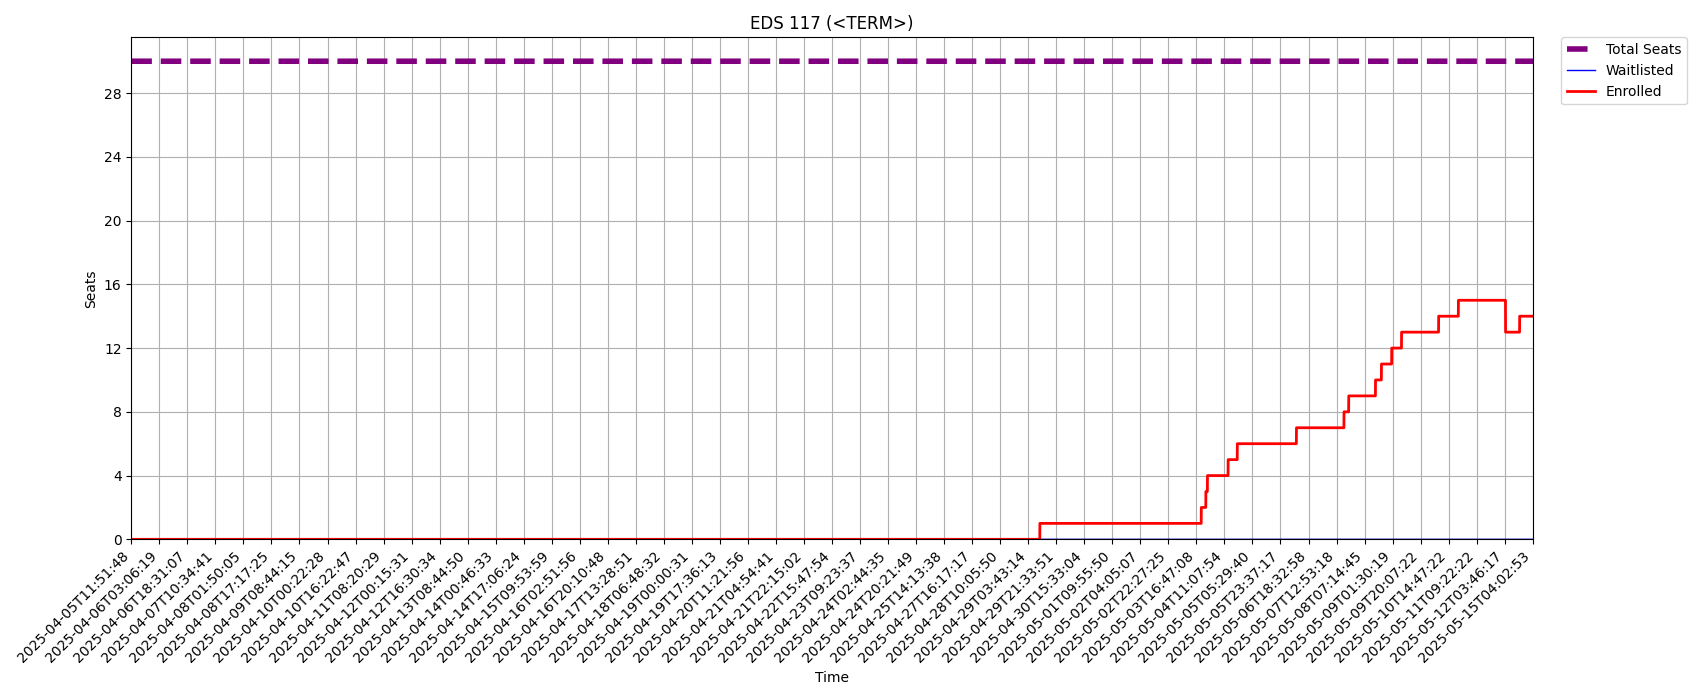 EDS 117 (<TERM>)
Total Seats
Waitlisted
Enrolled
Seats
28
24
20
16
12
8
4
0
2025-04-05T11:51:48
2025-04-06T03:06:19
2025-04-06T18:31:07
2025-04-07T10:34:41
2025-04-08T01:50:05
2025-04-08T17:17:25
2025-04-09T08:44:15
2025-04-10T00:22:28
2025-04-10T16:22:47
2025-04-11T08:20:29
2025-04-12T00:15:31
2025-04-12T16:30:34
2025-04-13T08:44:50
2025-04-14T00:46:33
2025-04-14T17:06:24
2025-04-15T09:53:59
2025-04-16T02:51:56
2025-04-16T20:10:48
2025-04-17T13:28:51
2025-04-18T06:48:32
2025-04-19T00:00:31
2025-04-19T17:36:13
2025-04-20T11:21:56
2025-04-21T04:54:41
2025-04-21T22:15:02
2025-04-22T15:47:54
2025-04-23T09:23:37
2025-04-24T02:44:35
2025-04-24T20:21:49
2025-04-25T14:13:38
2025-04-27T16:17:17
2025-04-28T10:05:50
2025-04-29T03:43:14
2025-04-29T21:33:51
2025-04-30T15:33:04
2025-05-01T09:55:50
2025-05-02T04:05:07
2025-05-02T22:27:25
2025-05-03T16:47:08
2025-05-04T11:07:54
2025-05-05T05:29:40
2025-05-05T23:37:17
2025-05-06T18:32:58
2025-05-07T12:53:18
2025-05-08T07:14:45
2025-05-09T01:30:19
2025-05-09T20:07:22
2025-05-10T14:47:22
2025-05-11T09:22:22
2025-05-12T03:46:17
2025-05-15T04:02:53
Time